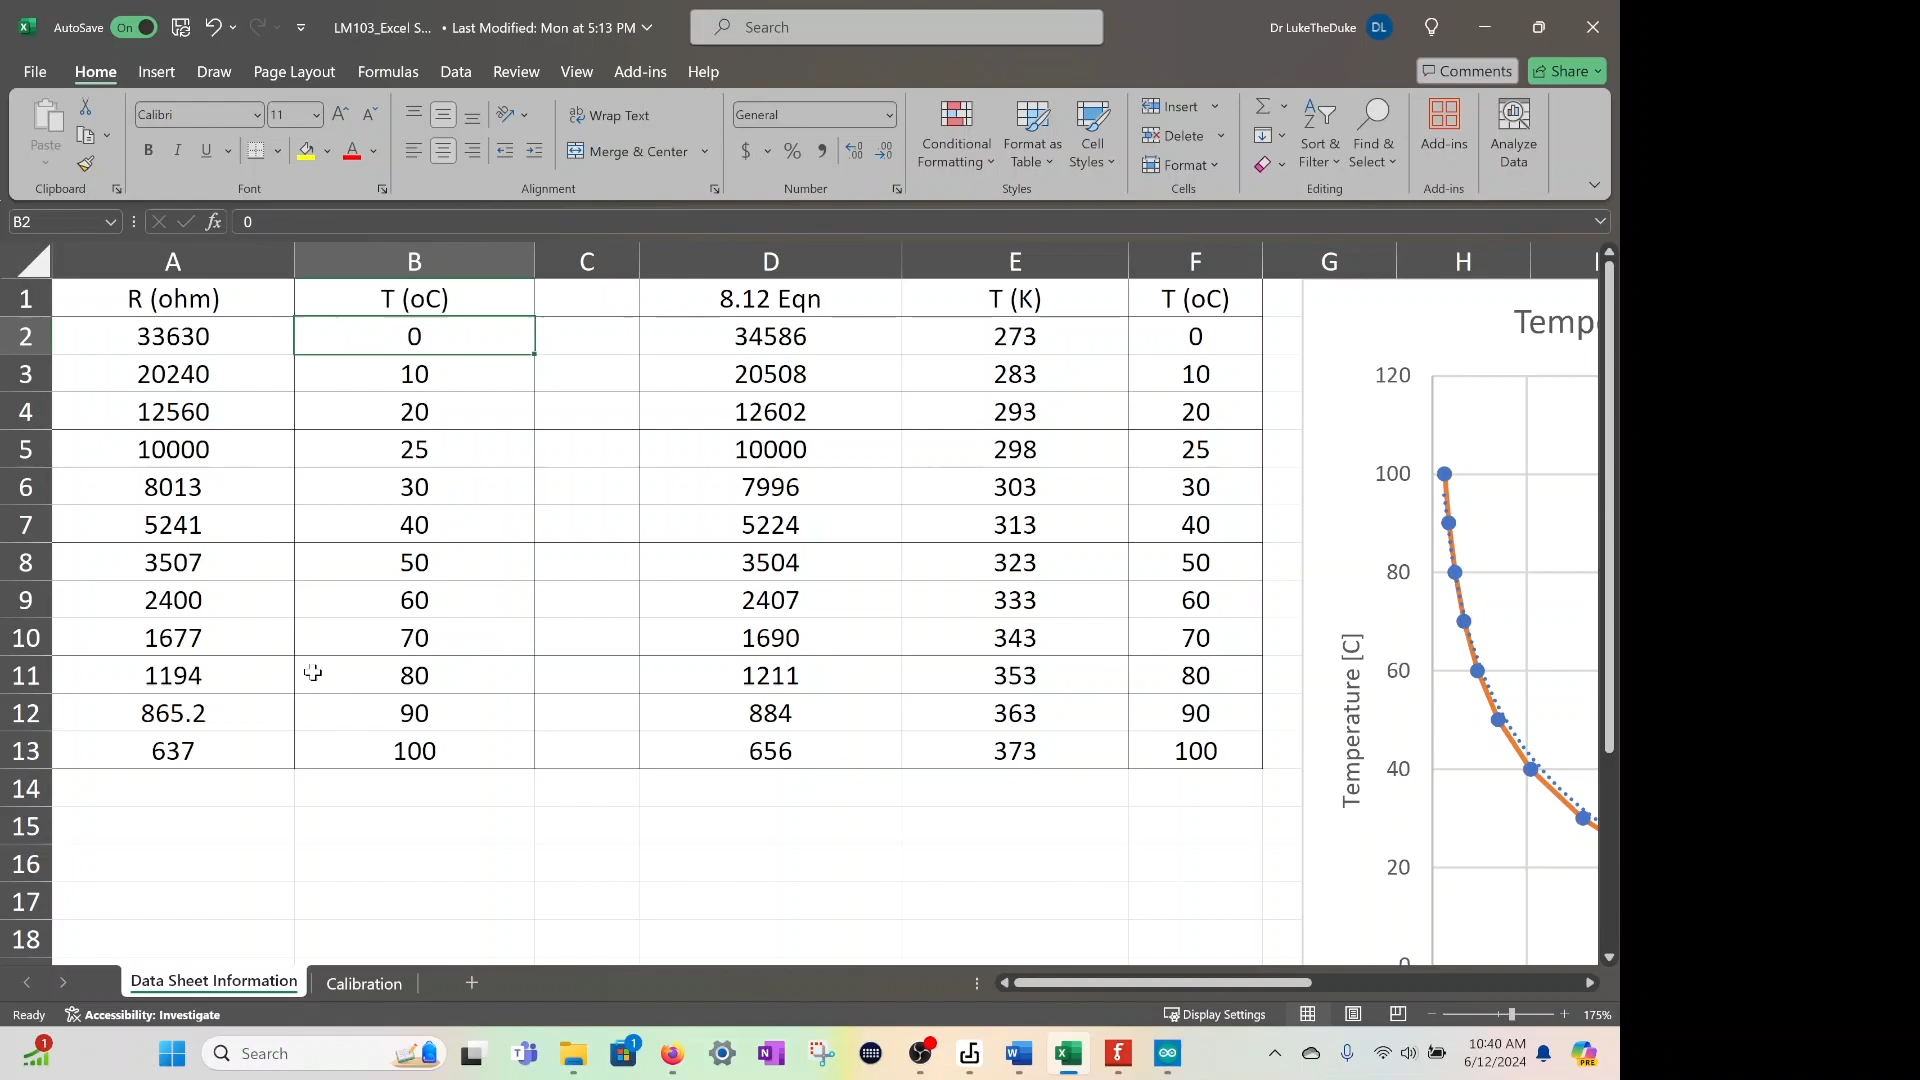 AutoSave On LM103_Excel S... • Last Modified: Mon at 5:13 PM Search Dr LukeTheDuke DL
File Home Insert Draw Page Layout Formulas Data Review View Add-ins Help Comments Share
Paste
Clipboard
Calibri 11
B I U A
Font
Wrap Text
Merge & Center
Alignment
General
$ % ,
Number
Conditional Formatting
Format as Table
Cell Styles
Styles
Insert
Delete
Format
Cells
Sort & Filter
Find & Select
Editing
Add-ins
Add-ins
Analyze Data
B2 fx 0
A B C D E F G H
1 R (ohm) T (oC) 8.12 Eqn T (K) T (oC)
2 33630 0 34586 273 0
3 20240 10 20508 283 10
4 12560 20 12602 293 20
5 10000 25 10000 298 25
6 8013 30 7996 303 30
7 5241 40 5224 313 40
8 3507 50 3504 323 50
9 2400 60 2407 333 60
10 1677 70 1690 343 70
11 1194 80 1211 353 80
12 865.2 90 884 363 90
13 637 100 656 373 100
14
15
16
17
18
Tempe
120
100
80
60
40
20
0
Temperature [C]
Data Sheet Information Calibration
Ready Accessibility: Investigate Display Settings 175%
1 Search 1 10:40 AM
6/12/2024
PRE